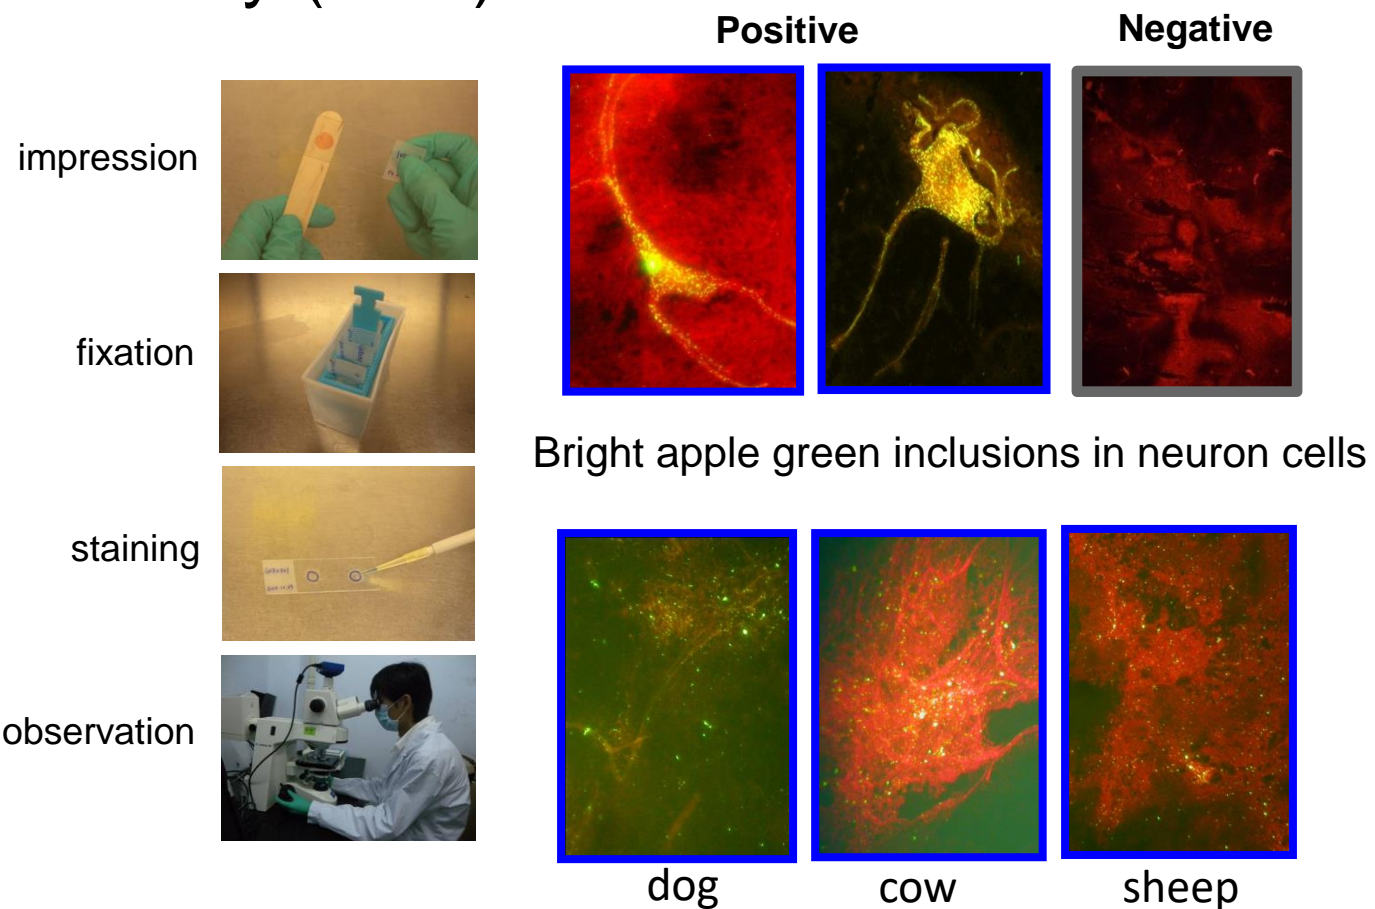 Positive
Negative
impression
fixation
staining
observation
Bright apple green inclusions in neuron cells
dog
cow
sheep